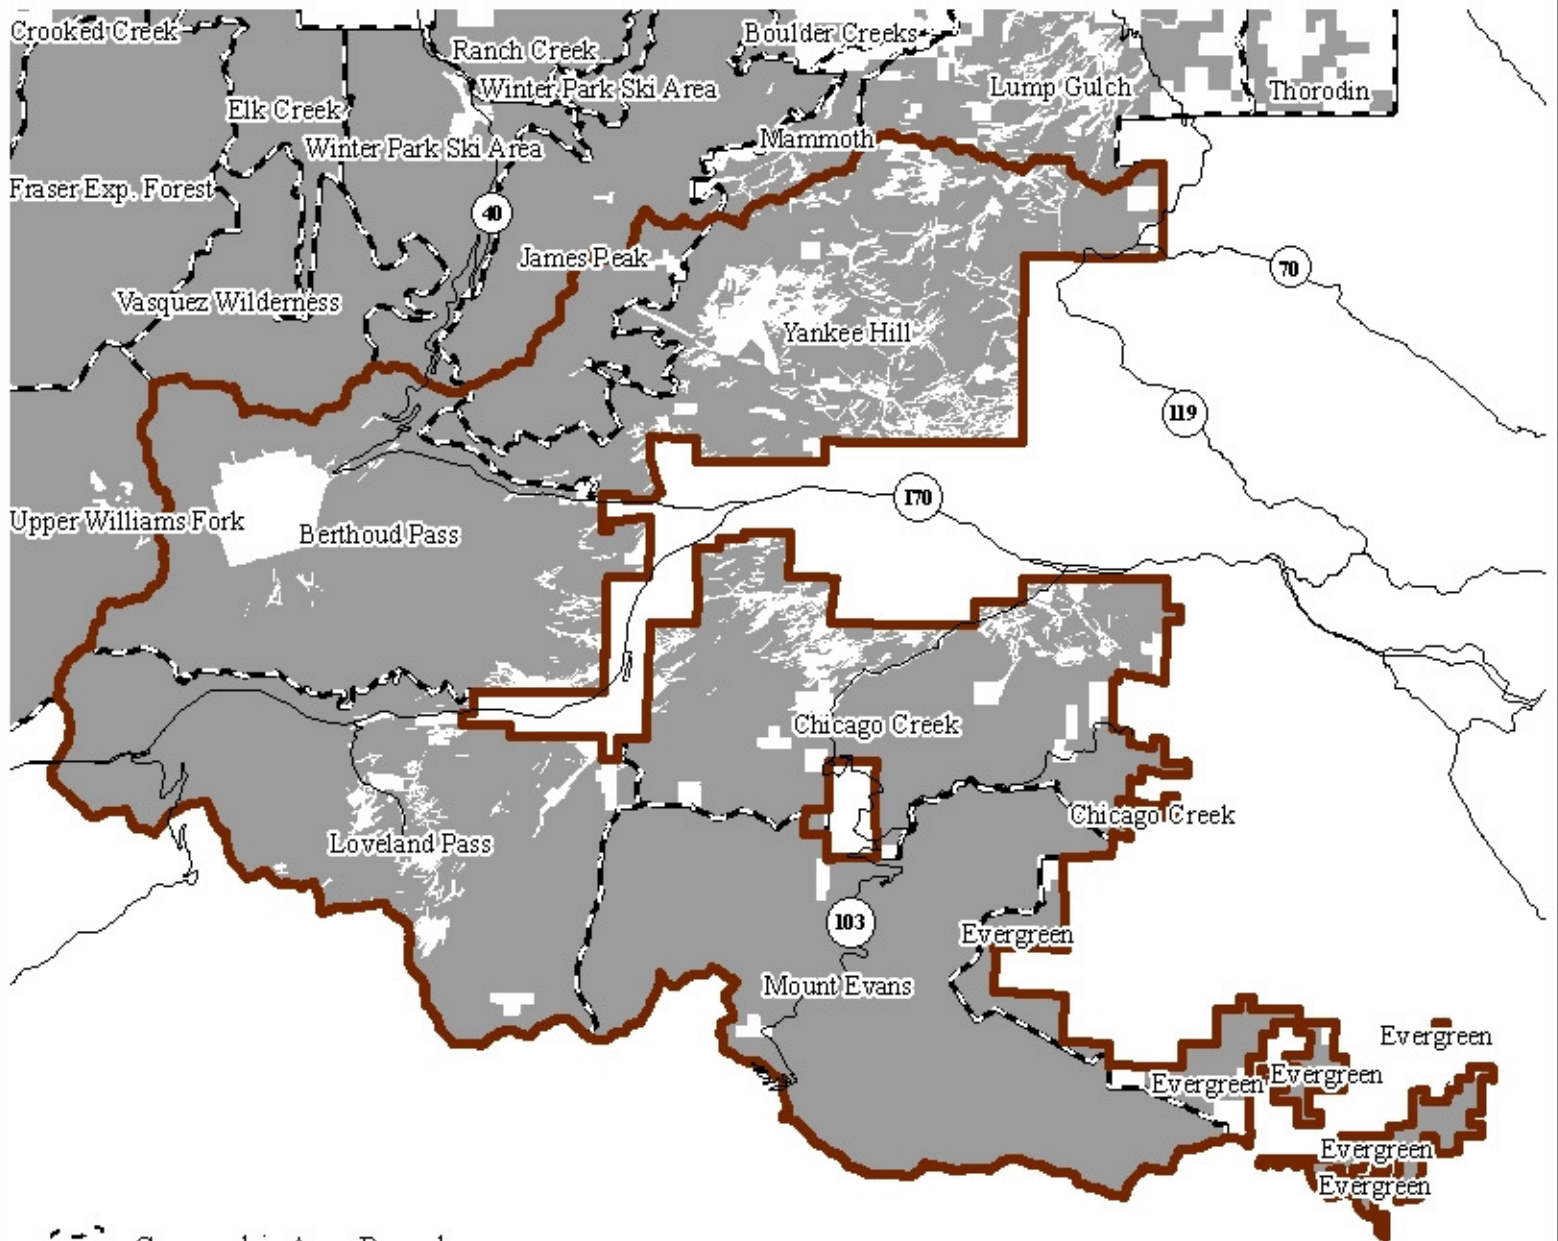 Crooked Creek
Ranch Creek
Boulder Creeks
Winter Park Ski Area
Lump Gulch
Thorodin
Elk Creek
Winter Park Ski Area
Mammoth
Fraser Exp. Forest
40
James Peak
70
Vasquez Wilderness
Yankee Hill
119
170
Upper Williams Fork
Berthoud Pass
Chicago Creek
Chicago Creek
Loveland Pass
103
Evergreen
Mount Evans
Evergreen
Evergreen
Evergreen
Evergreen
Evergreen